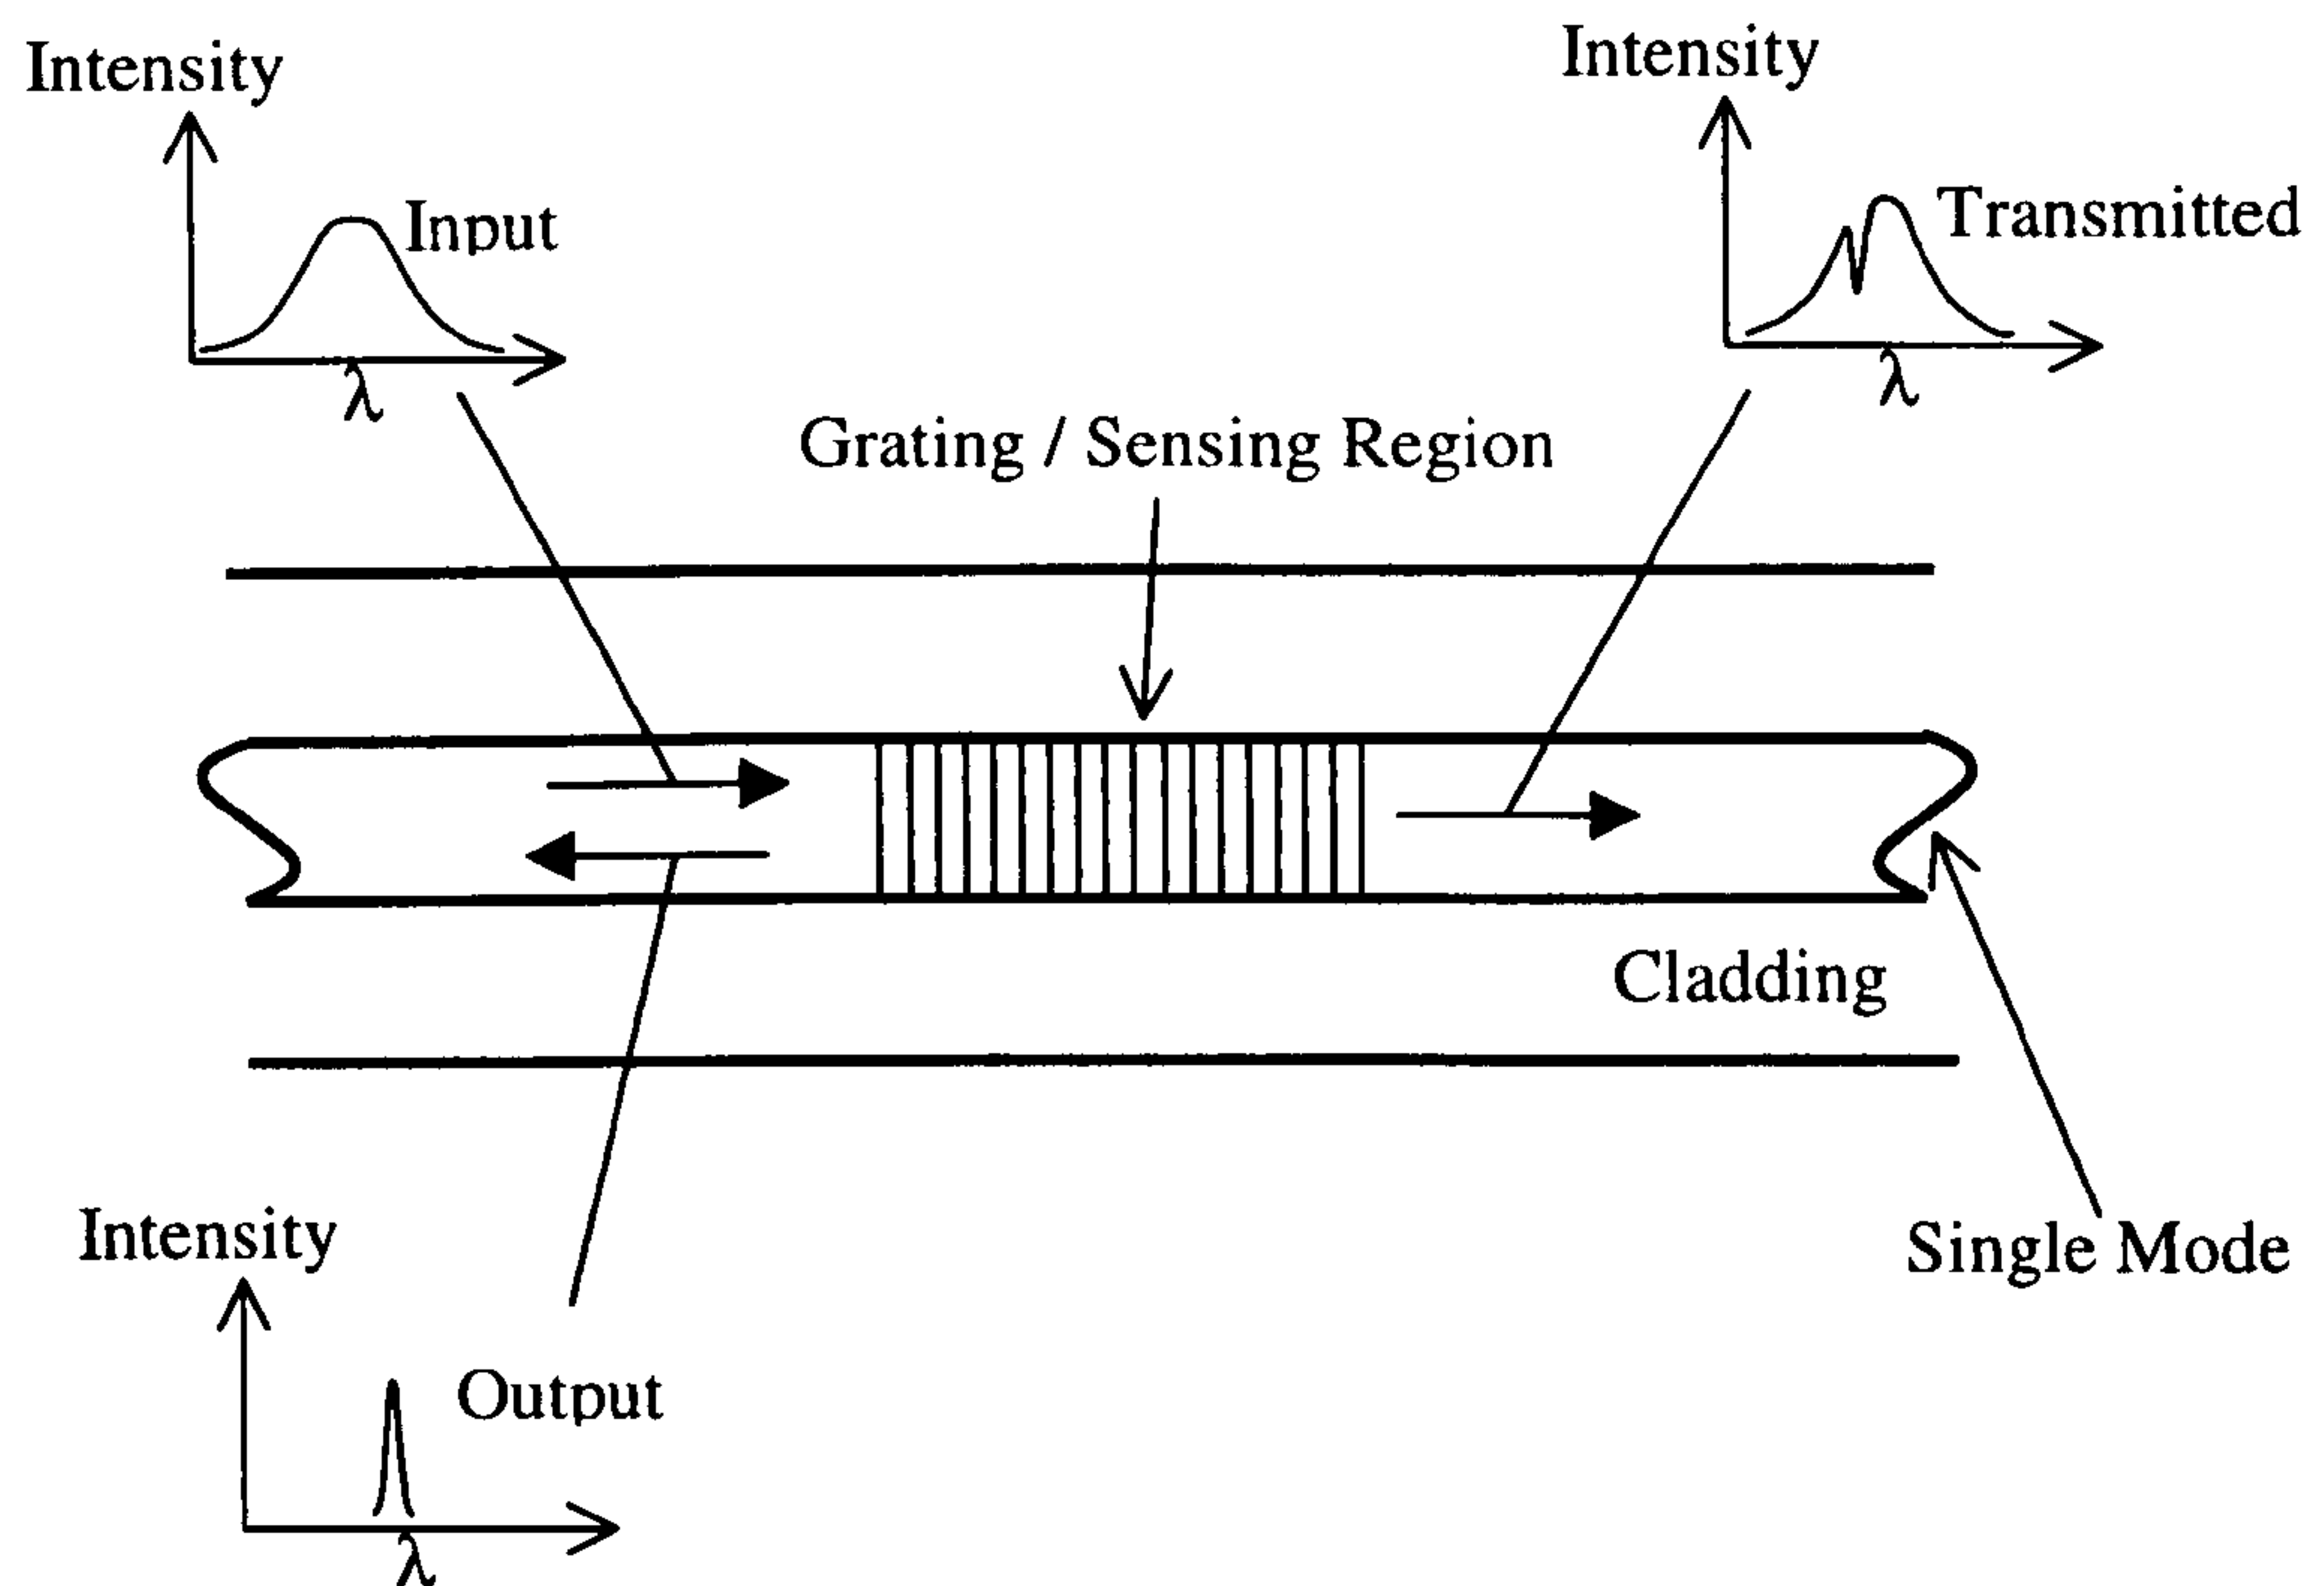 Intensity
Intensity
Input
Transmitted
λ
λ
Grating / Sensing Region
Cladding
Intensity
Single Mode
Output
λ